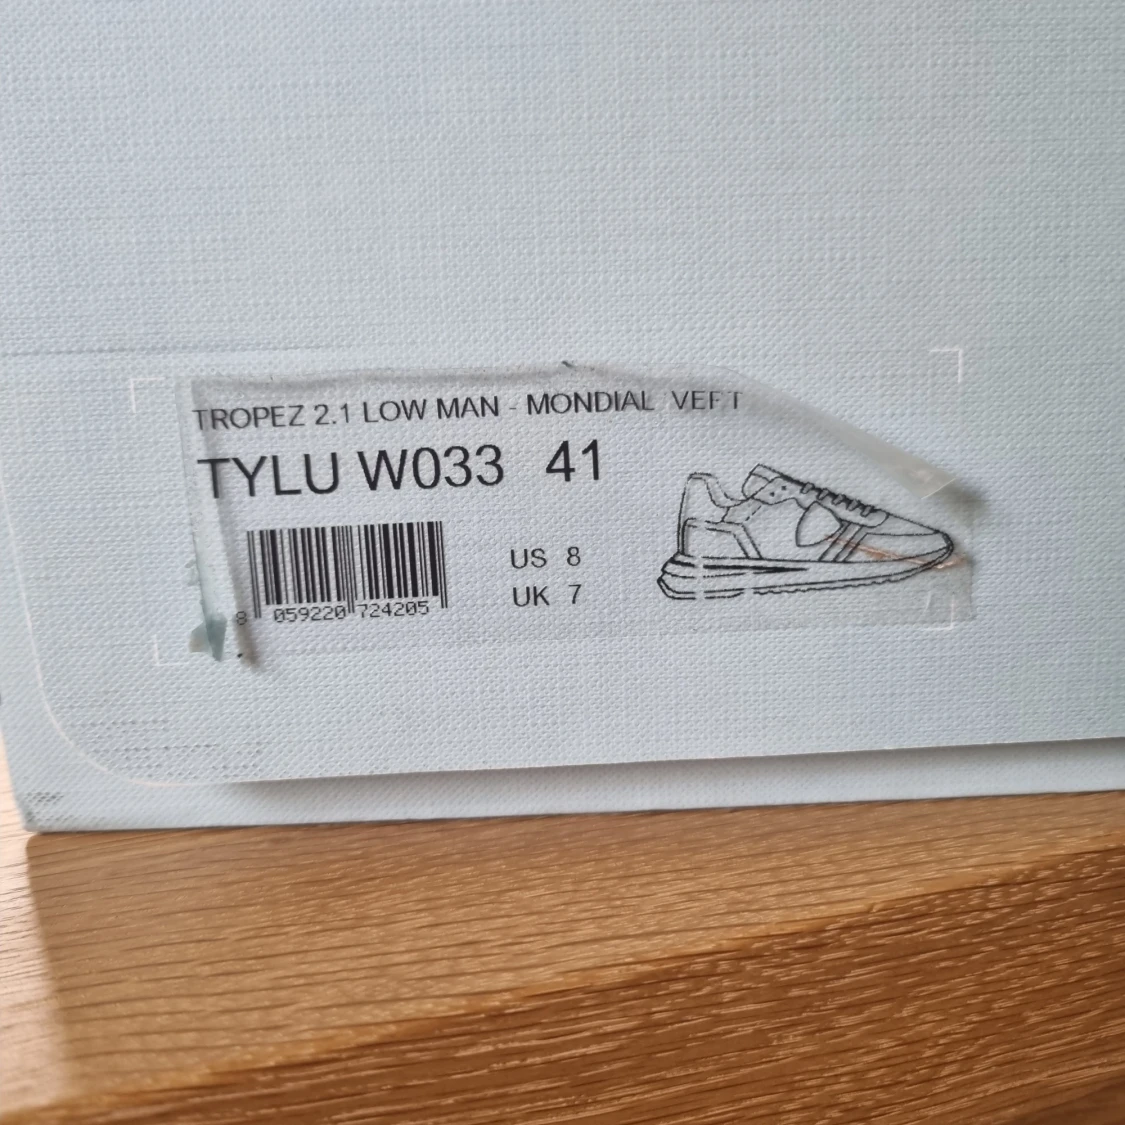 TROPEZ 2.1 LOW MAN - MONDIAL VERT
TYLU W033 41
US 8
UK 7
8 059220 724205